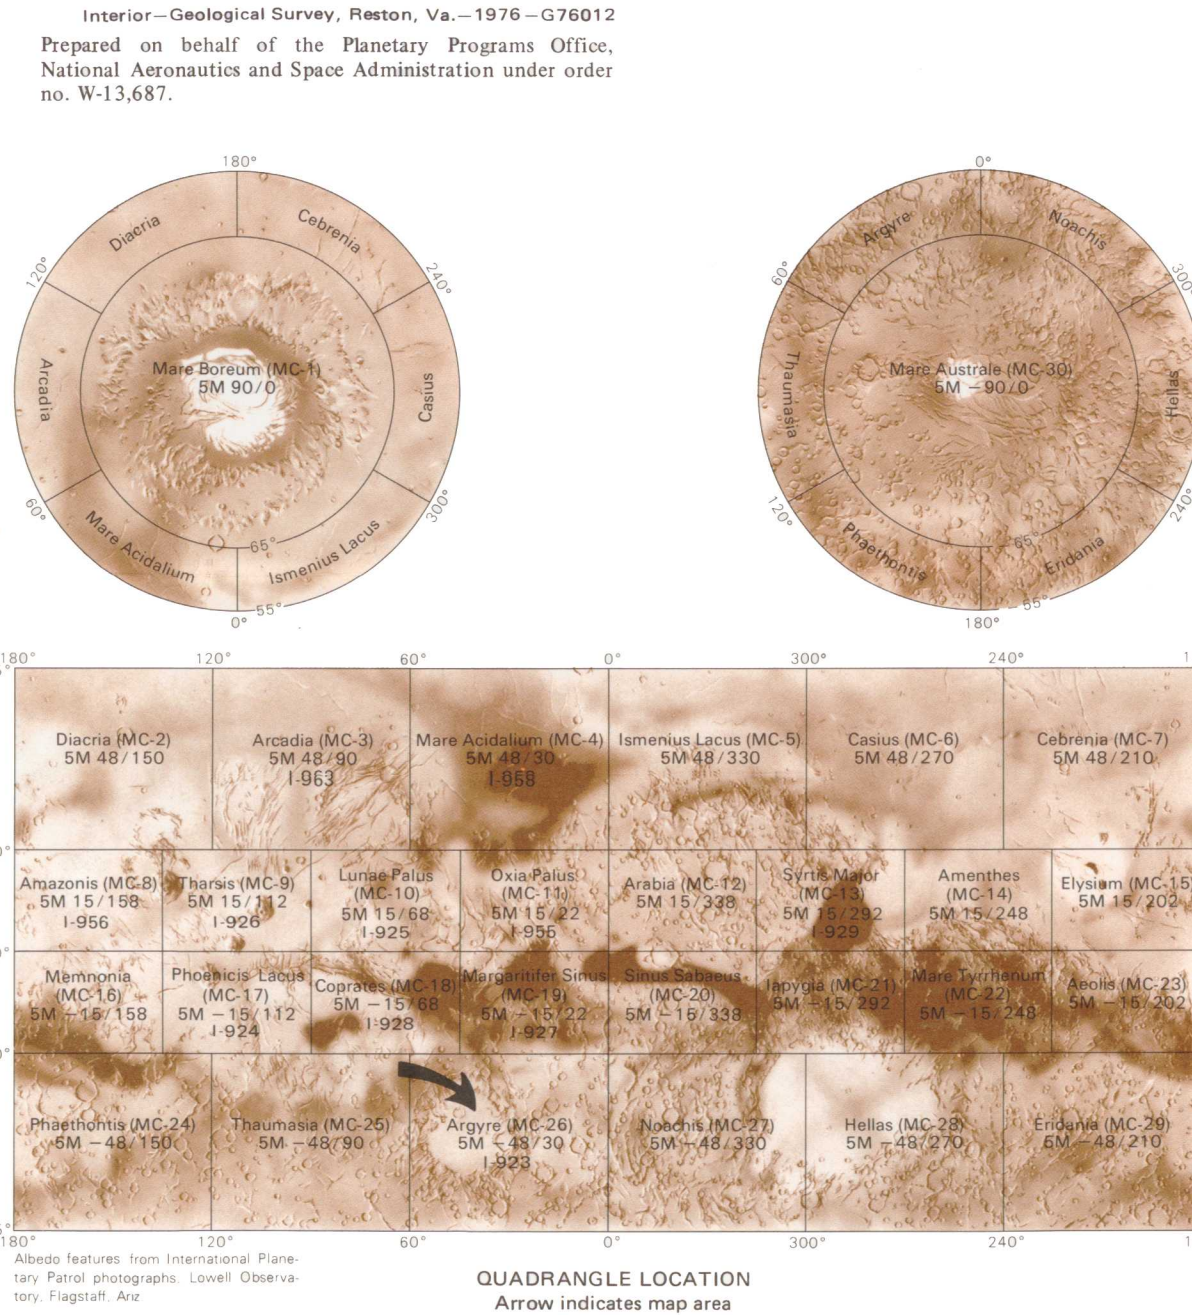 Interior—Geological Survey, Reston, Va.—1976—G76012
Prepared on behalf of the Planetary Programs Office,
National Aeronautics and Space Administration under order
no. W-13,687.
180°
Diacria
Cebrenia
120°
240°
Arcadia
Mare Boreum (MC-1)
5M 90/0
Casius
60°
300°
Mare Acidalium
65°
Ismenius Lacus
55°
0°
0°
Argyre
Noachis
60°
300°
Thaumasia
Mare Australe (MC-30)
5M −90/0
Hellas
120°
240°
Phaethontis
65°
Eridania
55°
180°
180° 120° 60° 0° 300° 240°
Diacria (MC-2)
5M 48/150
Arcadia (MC-3)
5M 48/90
I-963
Mare Acidalium (MC-4)
5M 48/30
I-958
Ismenius Lacus (MC-5)
5M 48/330
Casius (MC-6)
5M 48/270
Cebrenia (MC-7)
5M 48/210
Amazonis (MC-8)
5M 15/158
I-956
Tharsis (MC-9)
5M 15/112
I-926
Lunae Palus
(MC-10)
5M 15/68
I-925
Oxia Palus
(MC-11)
5M 15/22
I-955
Arabia (MC-12)
5M 15/338
Syrtis Major
(MC-13)
5M 15/292
I-929
Amenthes
(MC-14)
5M 15/248
Elysium (MC-15)
5M 15/202
Memnonia
(MC-16)
5M −15/158
Phoenicis Lacus
(MC-17)
5M −15/112
I-924
Coprates (MC-18)
5M −15/68
I-928
Margaritifer Sinus
(MC-19)
5M −15/22
I-927
Sinus Sabaeus
(MC-20)
5M −15/338
Iapygia (MC-21)
5M −15/292
Mare Tyrrhenum
(MC-22)
5M −15/248
Aeolis (MC-23)
5M −15/202
Phaethontis (MC-24)
5M −48/150
Thaumasia (MC-25)
5M −48/90
Argyre (MC-26)
5M −48/30
I-923
Noachis (MC-27)
5M −48/330
Hellas (MC-28)
5M −48/270
Eridania (MC-29)
5M −48/210
180° 120° 60° 0° 300° 240°
Albedo features from International Plane-
tary Patrol photographs, Lowell Observa-
tory, Flagstaff, Ariz
QUADRANGLE LOCATION
Arrow indicates map area